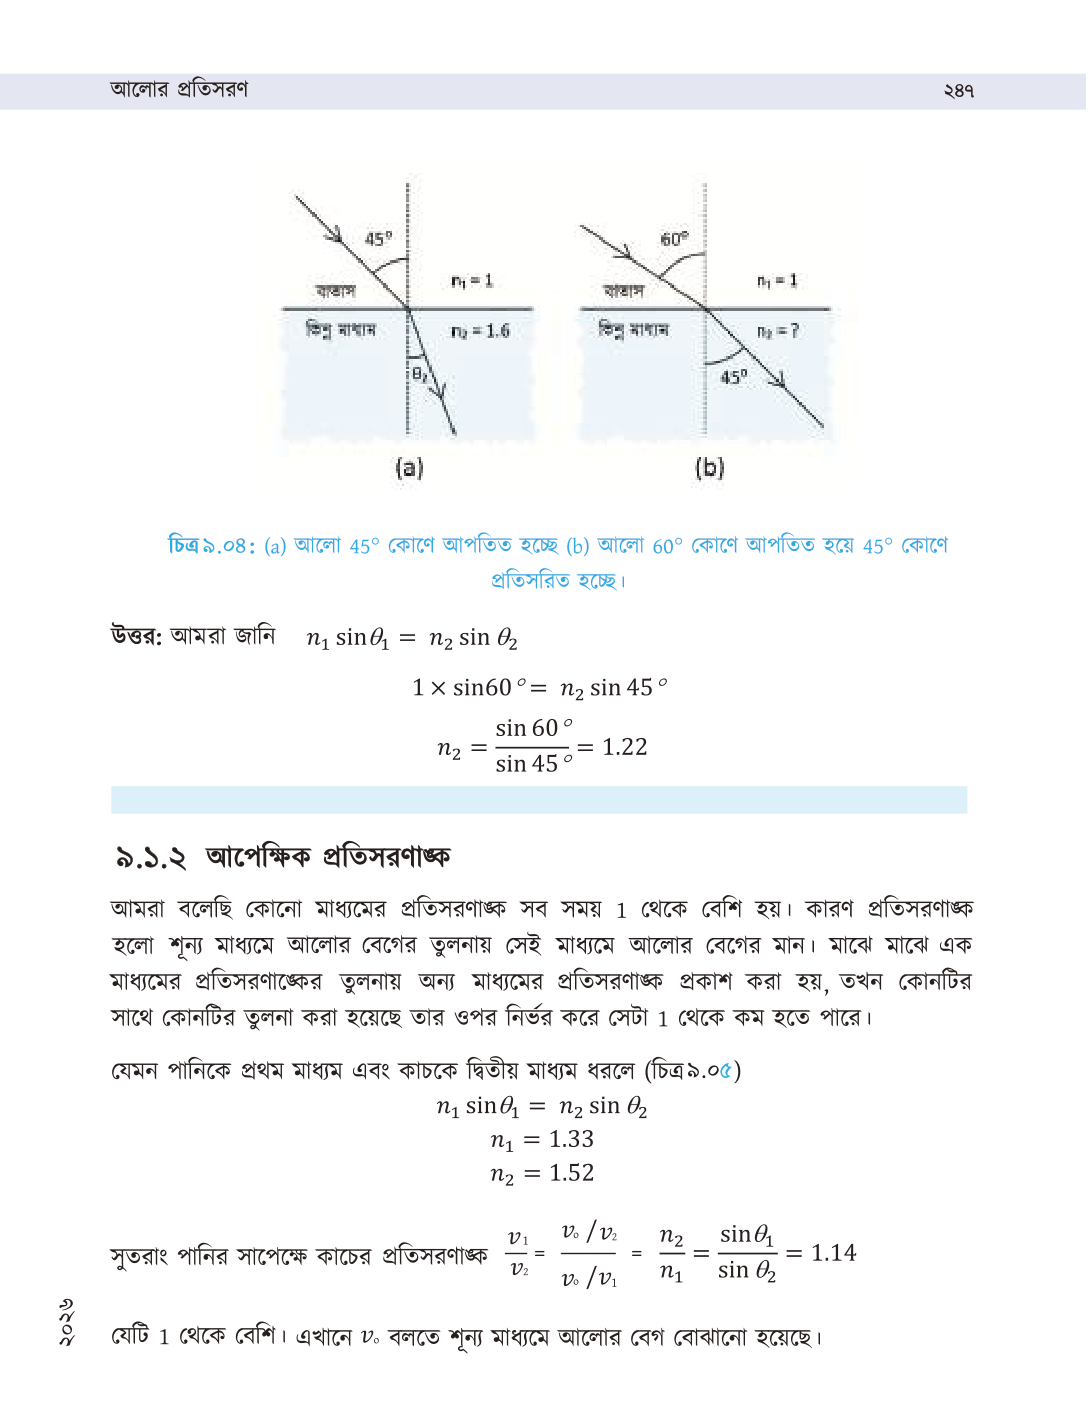 আলোর প্রতিসরণ ২৪৭
45° 60°
n₁ = 1 n₁ = 1
বাতাস বাতাস
ভিন্ন মাধ্যম n₂ = 1.6 ভিন্ন মাধ্যম n₂ = ?
θ₂ 45°
(a) (b)
চিত্র ৯.০৪: (a) আলো 45° কোণে আপতিত হচ্ছে (b) আলো 60° কোণে আপতিত হয়ে 45° কোণে
প্রতিসরিত হচ্ছে।
উত্তর: আমরা জানি n₁ sinθ₁ = n₂ sin θ₂
1 × sin60° = n₂ sin 45°
n₂ = sin 60° / sin 45° = 1.22
৯.১.২ আপেক্ষিক প্রতিসরণাঙ্ক
আমরা বলেছি কোনো মাধ্যমের প্রতিসরণাঙ্ক সব সময় 1 থেকে বেশি হয়। কারণ প্রতিসরণাঙ্ক
হলো শূন্য মাধ্যমে আলোর বেগের তুলনায় সেই মাধ্যমে আলোর বেগের মান। মাঝে মাঝে এক
মাধ্যমের প্রতিসরণাঙ্কের তুলনায় অন্য মাধ্যমের প্রতিসরণাঙ্ক প্রকাশ করা হয়, তখন কোনটির
সাথে কোনটির তুলনা করা হয়েছে তার ওপর নির্ভর করে সেটা 1 থেকে কম হতে পারে।
যেমন পানিকে প্রথম মাধ্যম এবং কাচকে দ্বিতীয় মাধ্যম ধরলে (চিত্র ৯.০৫)
n₁ sinθ₁ = n₂ sin θ₂
n₁ = 1.33
n₂ = 1.52
সুতরাং পানির সাপেক্ষে কাচের প্রতিসরণাঙ্ক v₁/v₂ = (v₀/v₂)/(v₀/v₁) = n₂/n₁ = sinθ₁/sin θ₂ = 1.14
যেটি 1 থেকে বেশি। এখানে v₀ বলতে শূন্য মাধ্যমে আলোর বেগ বোঝানো হয়েছে।
২০২৬